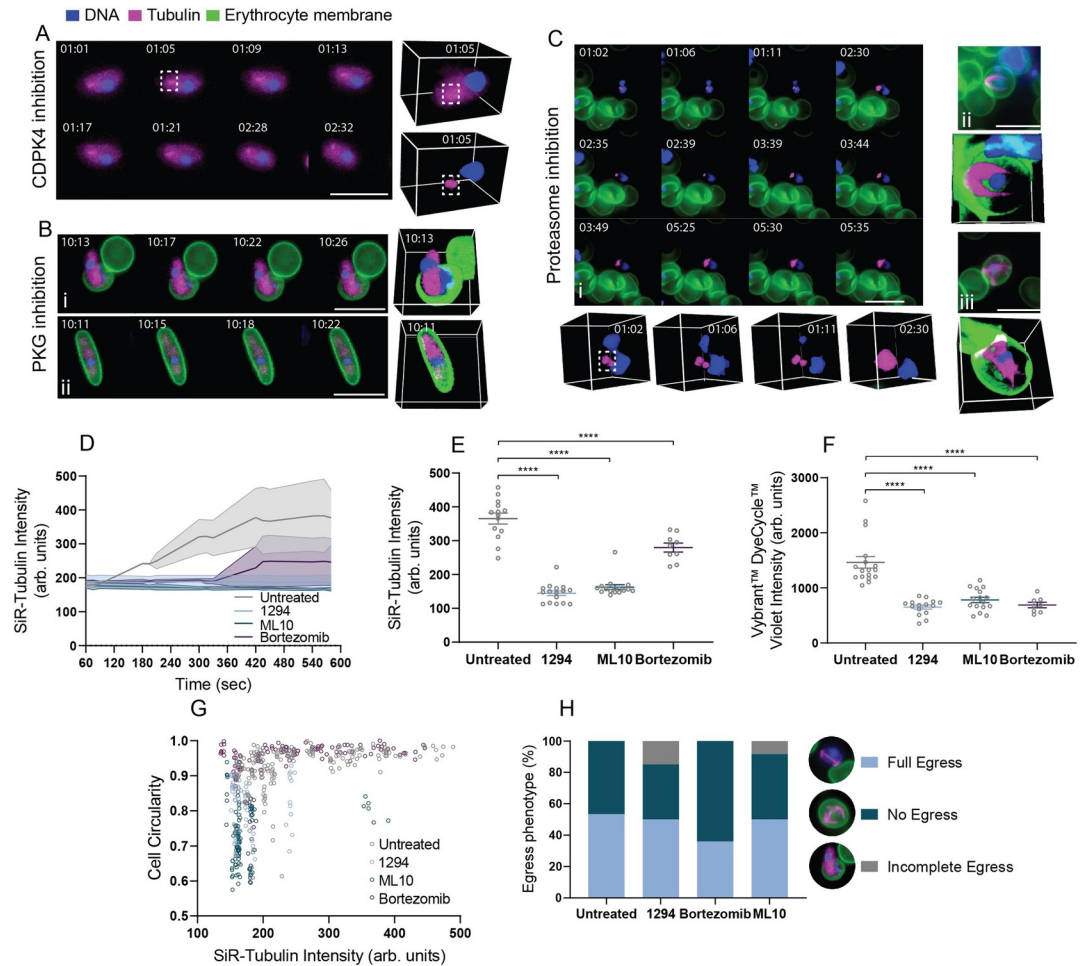 DNA Tubulin Erythrocyte membrane
A
CDPK4 inhibition
01:01 01:05 01:09 01:13
01:17 01:21 02:28 02:32
01:05
01:05
B
PKG inhibition
10:13 10:17 10:22 10:26
i
10:13
10:11 10:15 10:18 10:22
ii
10:11
C
Proteasome inhibition
01:02 01:06 01:11 02:30
02:35 02:39 03:39 03:44
03:49 05:25 05:30 05:35
i
01:02 01:06 01:11 02:30
ii
iii
D
SiR-Tubulin Intensity
(arb. units)
500
400
300
200
100
0
Untreated
1294
ML10
Bortezomib
60 120 180 240 300 360 420 480 540 600
Time (sec)
E
SiR-Tubulin Intensity
(arb. units)
500
400
300
200
100
0
****
****
****
Untreated 1294 ML10 Bortezomib
F
Vybrant™ DyeCycle™
Violet Intensity (arb. units)
3000
2000
1000
0
****
****
****
Untreated 1294 ML10 Bortezomib
G
Cell Circularity
1.0
0.9
0.8
0.7
0.6
0.5
Untreated
1294
ML10
Bortezomib
100 200 300 400 500
SiR-Tubulin Intensity (arb. units)
H
Egress phenotype (%)
100
80
60
40
20
0
Untreated 1294 Bortezomib ML10
Full Egress
No Egress
Incomplete Egress